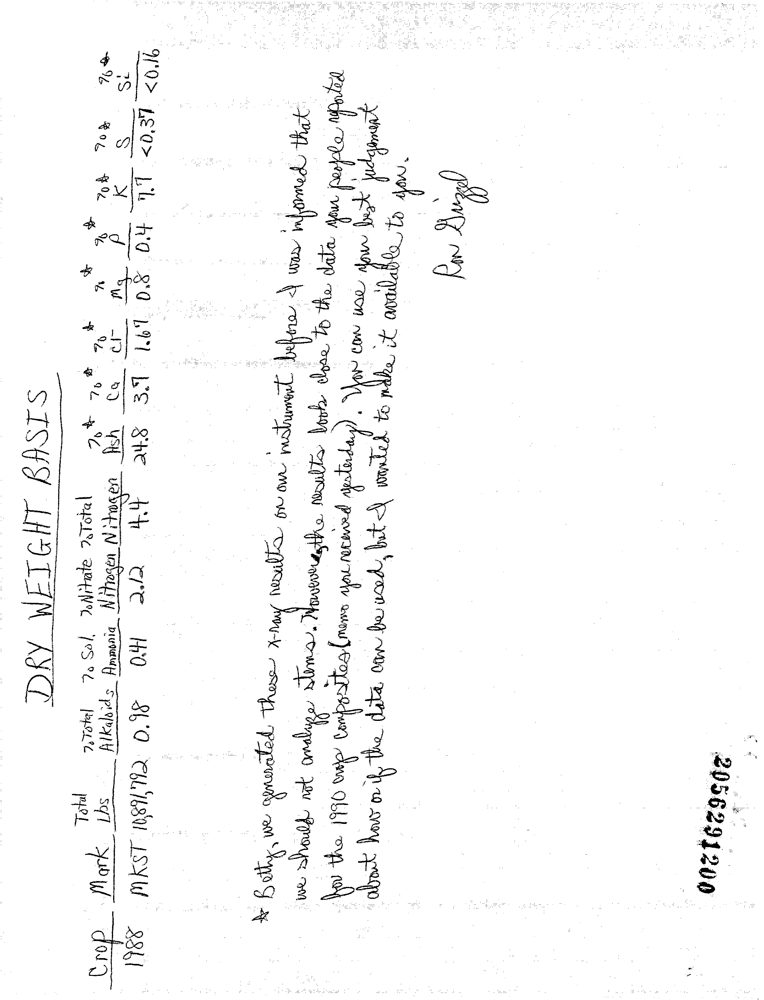 DRY WEIGHT BASIS
Crop Mark Total Lbs % Total Alkaloids % Sol. Ammonia % Nitrate Nitrogen % Total Nitrogen %* Ash %* Ca %* Cl- %* Mg %* P %* K %* S %* Si
1988 MKST 10,891,792 0.98 0.41 2.12 4.4 24.8 3.7 1.67 0.8 0.4 7.7 <0.37 <0.16
* Betty, we generated these x-ray results on our instrument before I was informed that
we should not analyze stems. However, the results look close to the data your people reported
for the 1990 crop composites (memo you received yesterday). You can use your best judgement
about how or if the data can be used, but I wanted to make it available to you.
Ron
2056291200